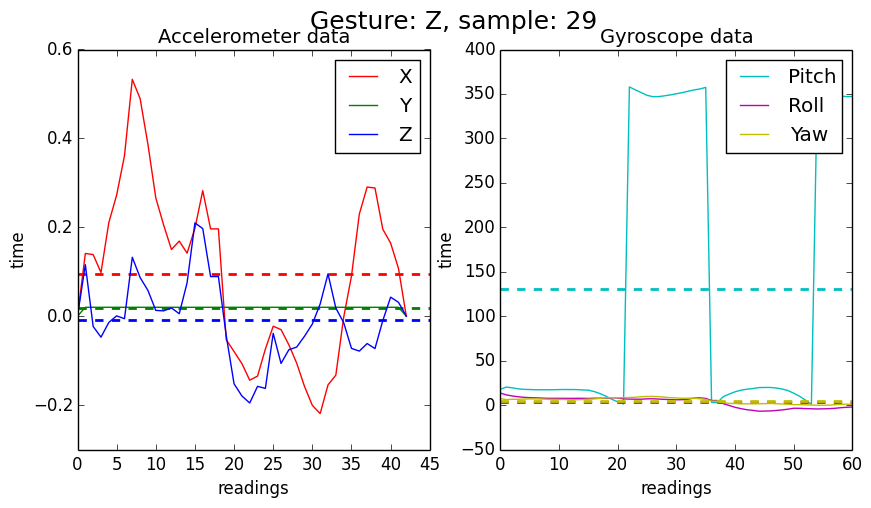 Gesture: Z, sample: 29
Accelerometer data
0.6
0.4
0.2
0.0
−0.2
time
X
Y
Z
0 5 10 15 20 25 30 35 40 45
readings
Gyroscope data
400
350
300
250
200
150
100
50
0
−50
time
Pitch
Roll
Yaw
0 10 20 30 40 50 60
readings